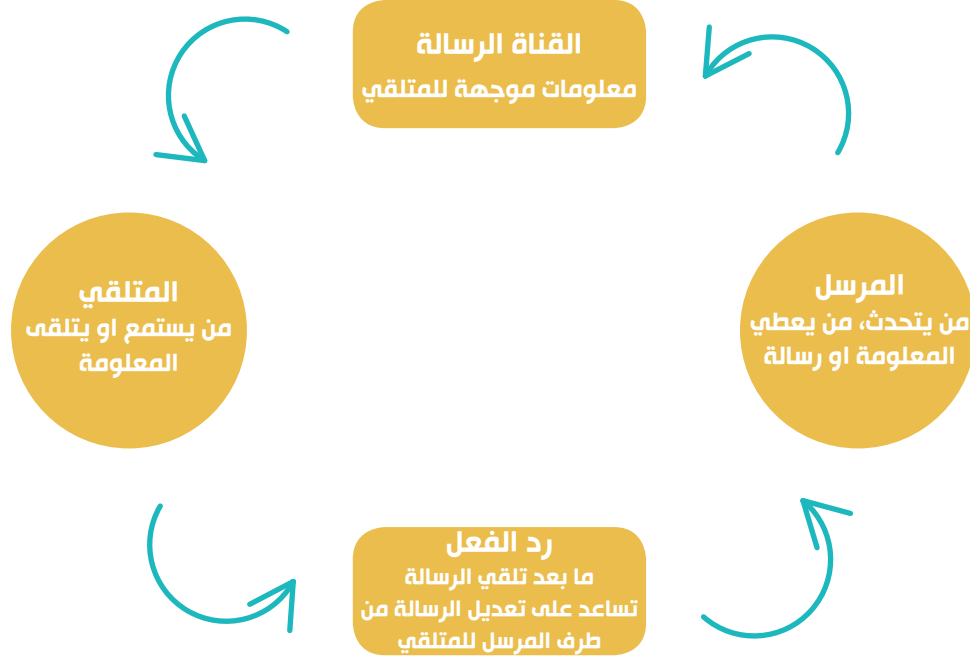 القناة الرسالة
معلومات موجهة للمتلقي
المرسل
من يتحدث، من يعطي
المعلومة او رسالة
المتلقي
من يستمع او يتلقى
المعلومة
رد الفعل
ما بعد تلقي الرسالة
تساعد على تعديل الرسالة من
طرف المرسل للمتلقي